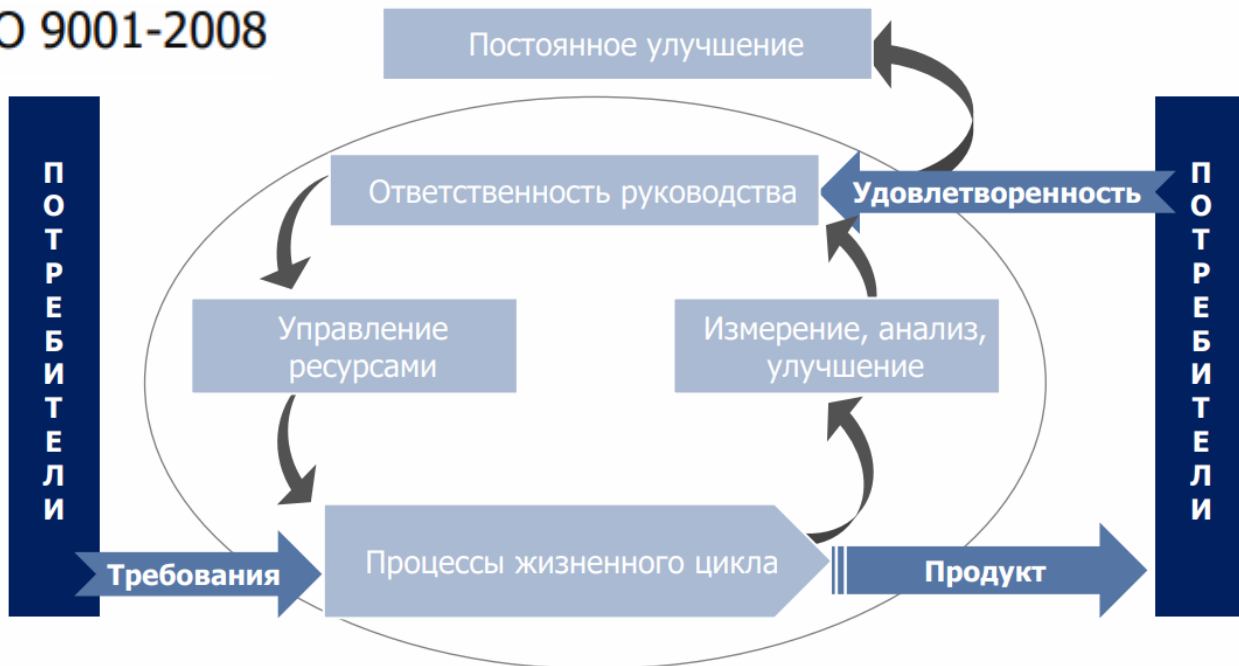 О 9001-2008
Постоянное улучшение
ПОТРЕБИТЕЛИ
Ответственность руководства
Удовлетворенность
ПОТРЕБИТЕЛИ
Управление
ресурсами
Измерение, анализ,
улучшение
Требования
Процессы жизненного цикла
Продукт